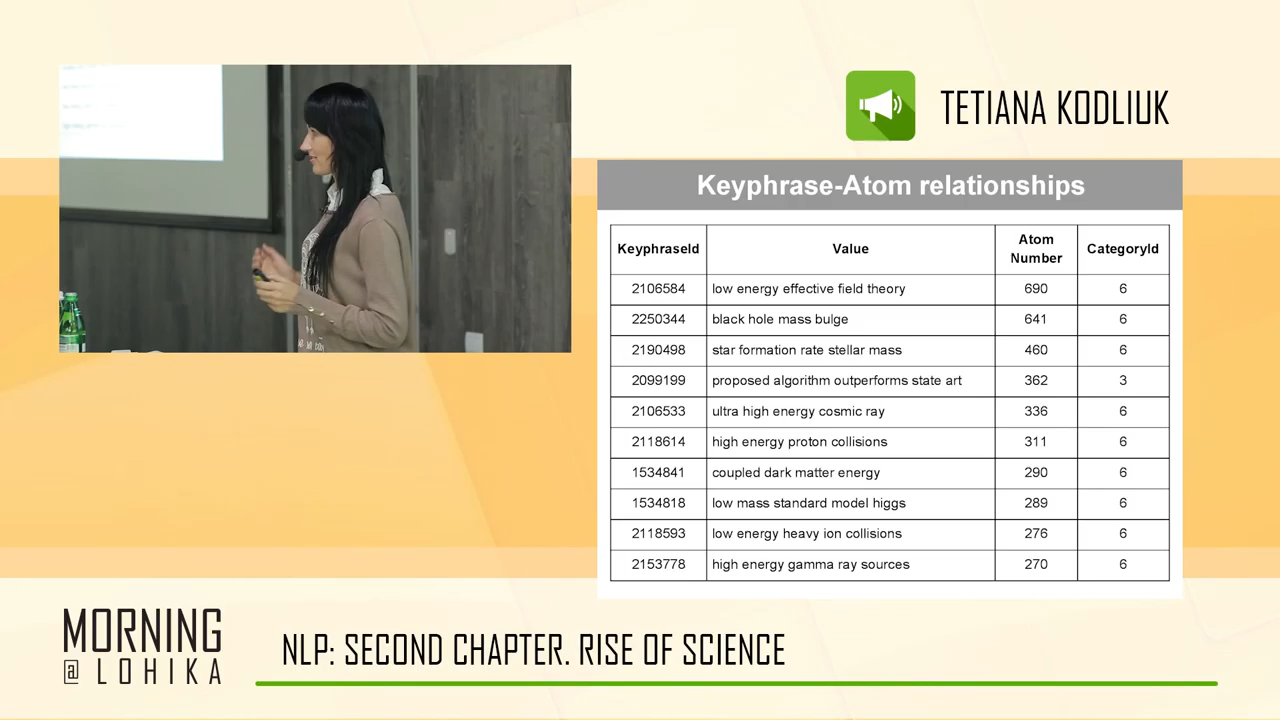 TETIANA KODLIUK
Keyphrase-Atom relationships
KeyphraseId Value Atom Number CategoryId
2106584 low energy effective field theory 690 6
2250344 black hole mass bulge 641 6
2190498 star formation rate stellar mass 460 6
2099199 proposed algorithm outperforms state art 362 3
2106533 ultra high energy cosmic ray 336 6
2118614 high energy proton collisions 311 6
1534841 coupled dark matter energy 290 6
1534818 low mass standard model higgs 289 6
2118593 low energy heavy ion collisions 276 6
2153778 high energy gamma ray sources 270 6
MORNING
@ LOHIKA
NLP: SECOND CHAPTER. RISE OF SCIENCE